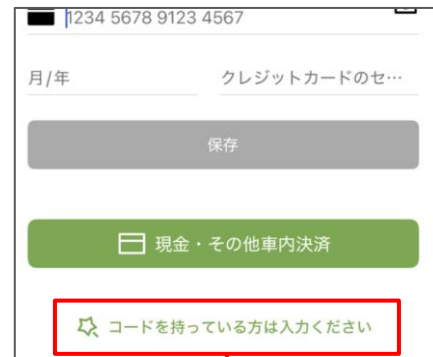 1234 5678 9123 4567
月/年 クレジットカードのセ…
保存
現金・その他車内決済
コードを持っている方は入力ください